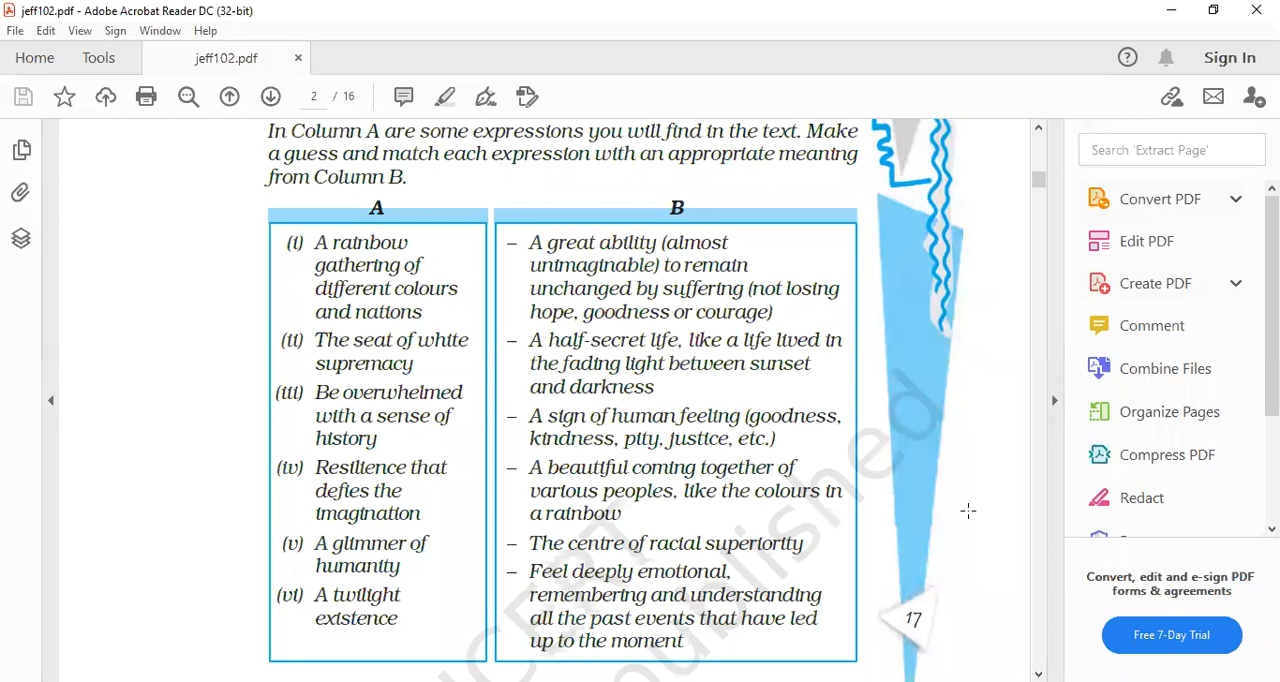 jeff102.pdf - Adobe Acrobat Reader DC (32-bit)
File Edit View Sign Window Help
Home Tools jeff102.pdf × Sign In
2 / 16
In Column A are some expressions you will find in the text. Make
a guess and match each expression with an appropriate meaning
from Column B.
A
(i) A rainbow
gathering of
different colours
and nations
(ii) The seat of white
supremacy
(iii) Be overwhelmed
with a sense of
history
(iv) Resilience that
defies the
imagination
(v) A glimmer of
humanity
(vi) A twilight
existence
B
– A great ability (almost
unimaginable) to remain
unchanged by suffering (not losing
hope, goodness or courage)
– A half-secret life, like a life lived in
the fading light between sunset
and darkness
– A sign of human feeling (goodness,
kindness, pity, justice, etc.)
– A beautiful coming together of
various peoples, like the colours in
a rainbow
– The centre of racial superiority
– Feel deeply emotional,
remembering and understanding
all the past events that have led
up to the moment
17
NCERT
republished
Search 'Extract Page'
Convert PDF
Edit PDF
Create PDF
Comment
Combine Files
Organize Pages
Compress PDF
Redact
Convert, edit and e-sign PDF
forms & agreements
Free 7-Day Trial